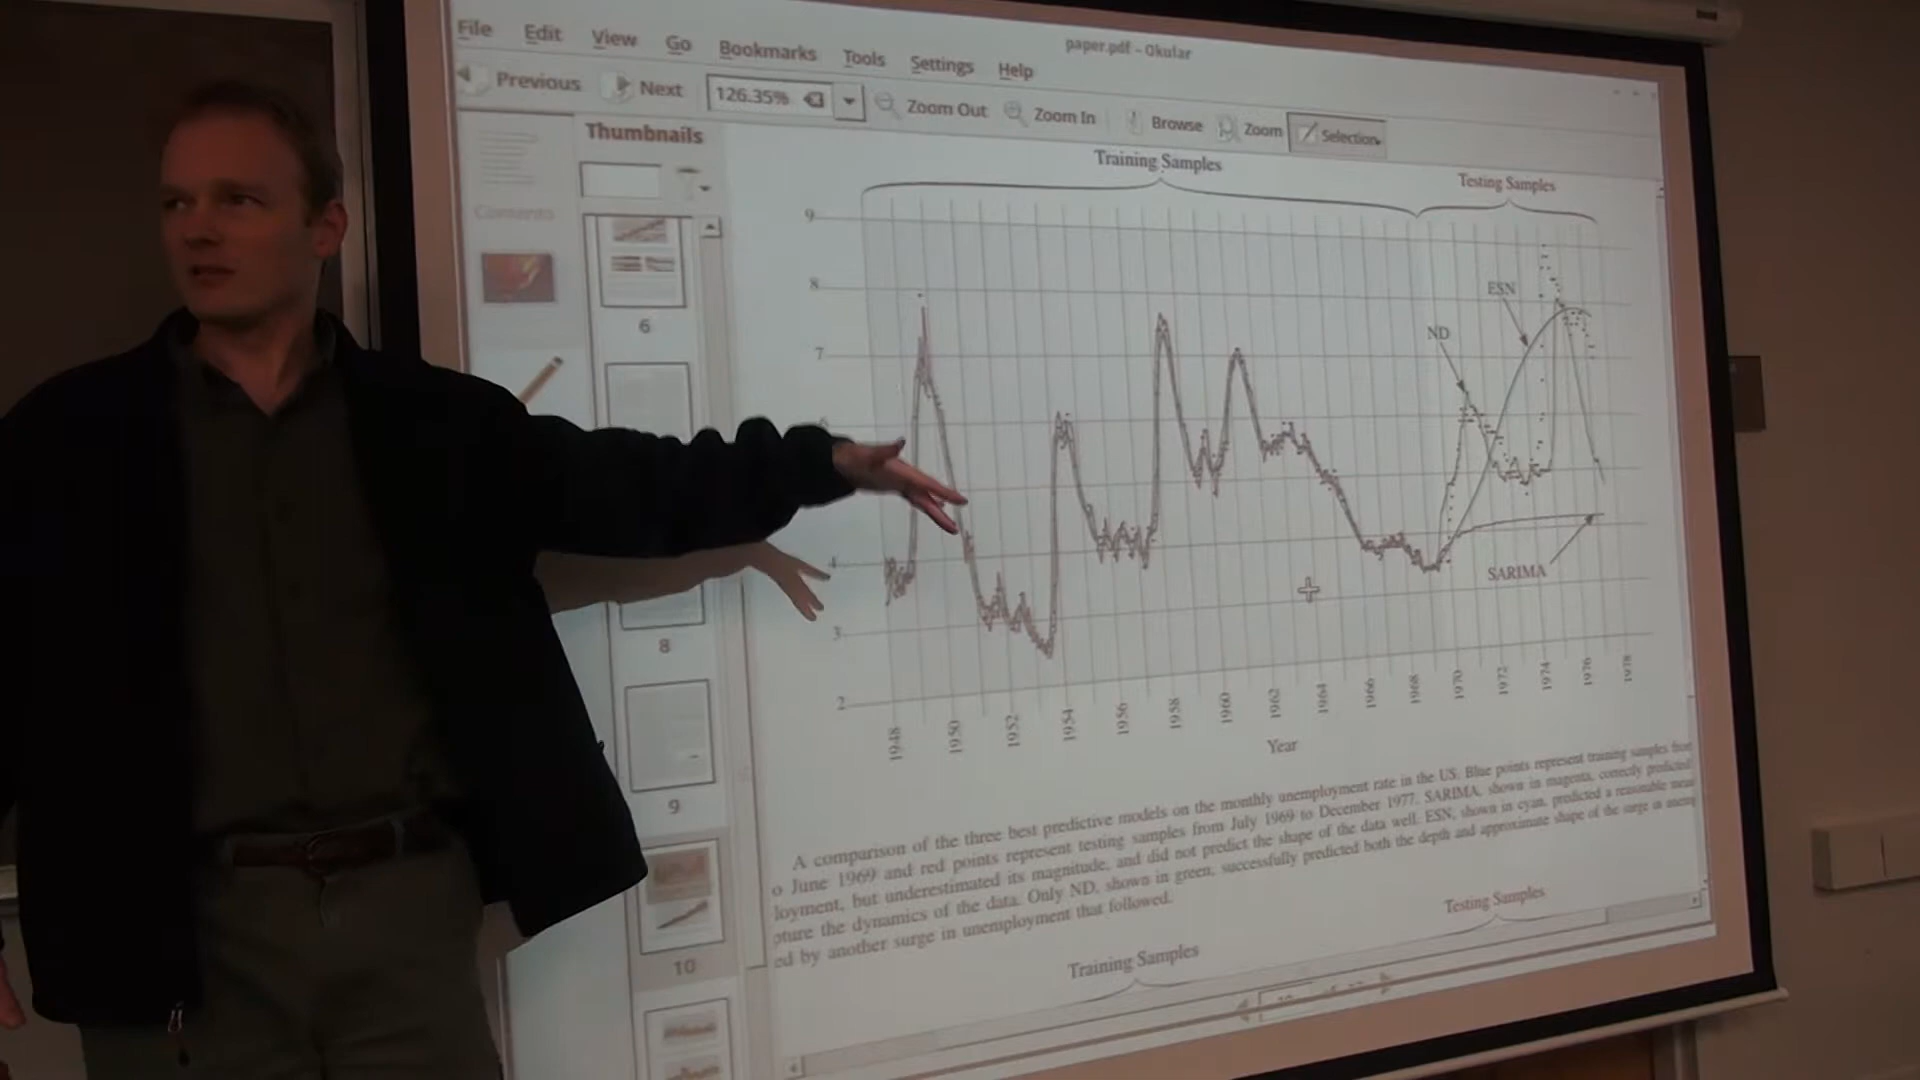 paper.pdf - Okular
File Edit View Go Bookmarks Tools Settings Help
Previous Next 126.35% Zoom Out Zoom In Browse Zoom Selection
Thumbnails
Contents
6
8
9
10
Training Samples
Testing Samples
9
8
7
4
3
2
ESN
ND
SARIMA
1948 1950 1952 1954 1956 1958 1960 1962 1964 1966 1968 1970 1972 1974 1976 1978
Year
A comparison of the three best predictive models on the monthly unemployment rate in the US. Blue points represent training samples from
o June 1969 and red points represent testing samples from July 1969 to December 1977. SARIMA, shown in magenta, correctly predicted
loyment, but underestimated its magnitude, and did not predict the shape of the data well. ESN, shown in cyan, predicted a reasonable
pture the dynamics of the data. Only ND, shown in green, successfully predicted both the depth and approximate shape of the surge in
ed by another surge in unemployment that followed.
Training Samples
Testing Samples